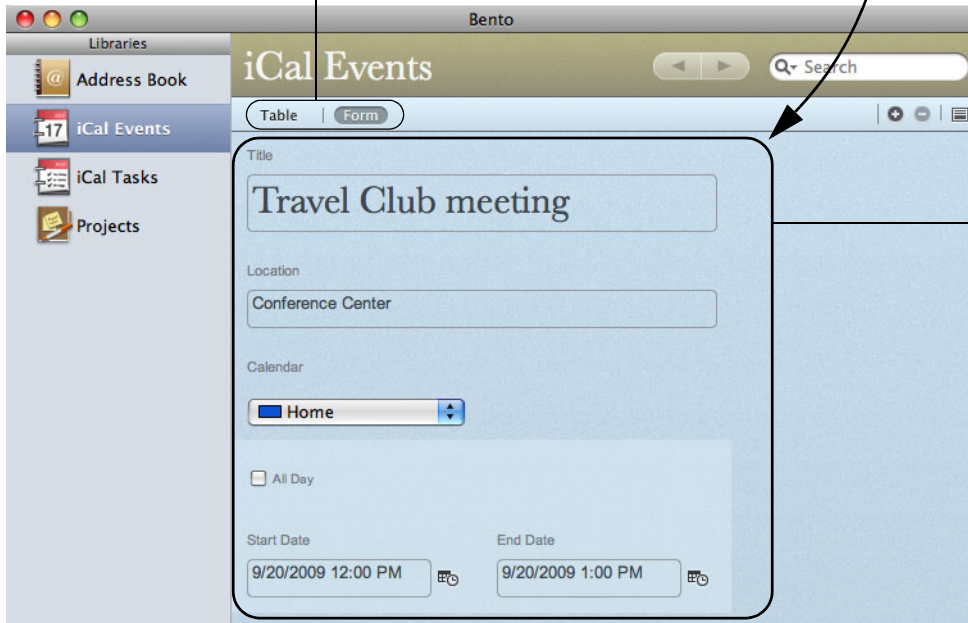 Bento
Libraries
Address Book
iCal Events
iCal Tasks
Projects
iCal Events
Search
Table Form
Title
Travel Club meeting
Location
Conference Center
Calendar
Home
All Day
Start Date End Date
9/20/2009 12:00 PM 9/20/2009 1:00 PM
17